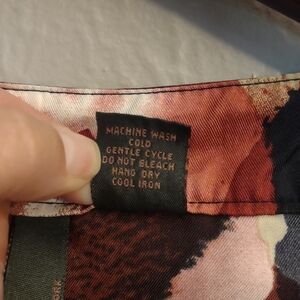 MACHINE WASH
COLD
GENTLE CYCLE
DO NOT BLEACH
HANG DRY
COOL IRON